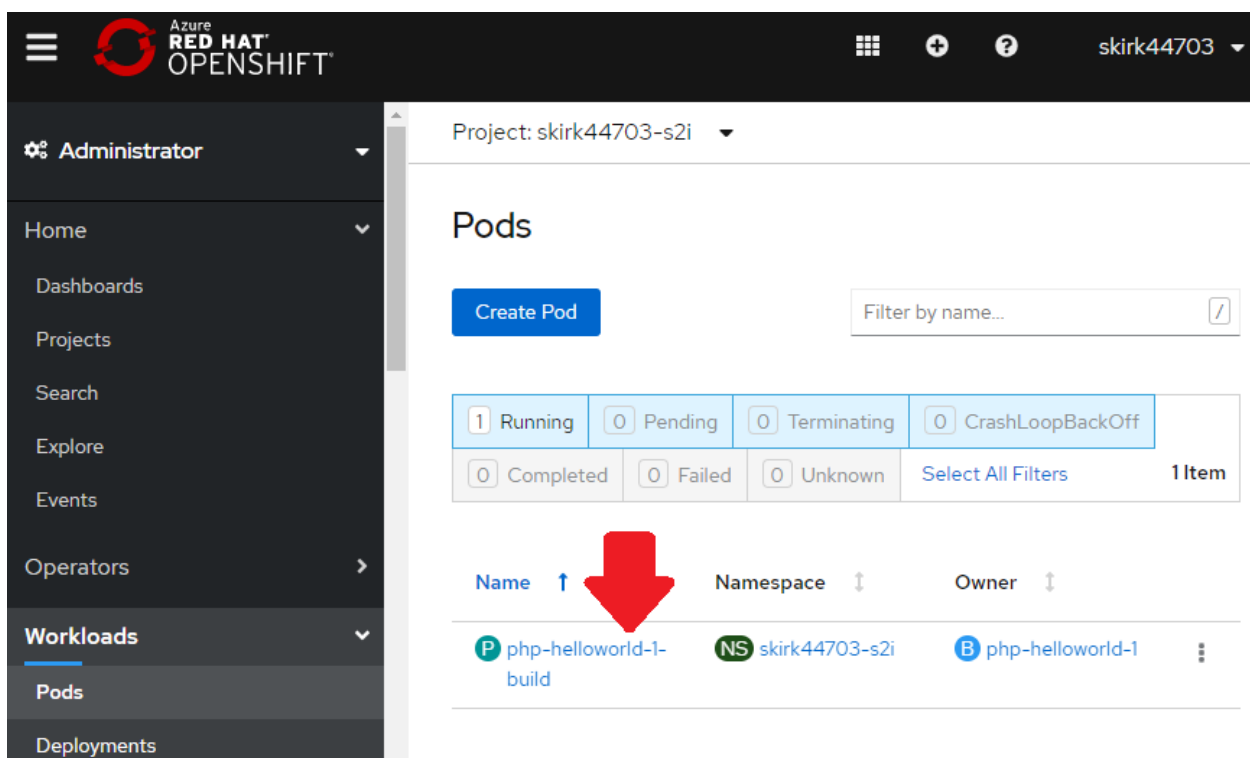 Azure
RED HAT
OPENSHIFT
skirk44703
Administrator
Home
Dashboards
Projects
Search
Explore
Events
Operators
Workloads
Pods
Deployments
Project: skirk44703-s2i
Pods
Create Pod
Filter by name...
/
1 Running
0 Pending
0 Terminating
0 CrashLoopBackOff
0 Completed
0 Failed
0 Unknown
Select All Filters
1 Item
Name
Namespace
Owner
P php-helloworld-1-
build
NS skirk44703-s2i
B php-helloworld-1